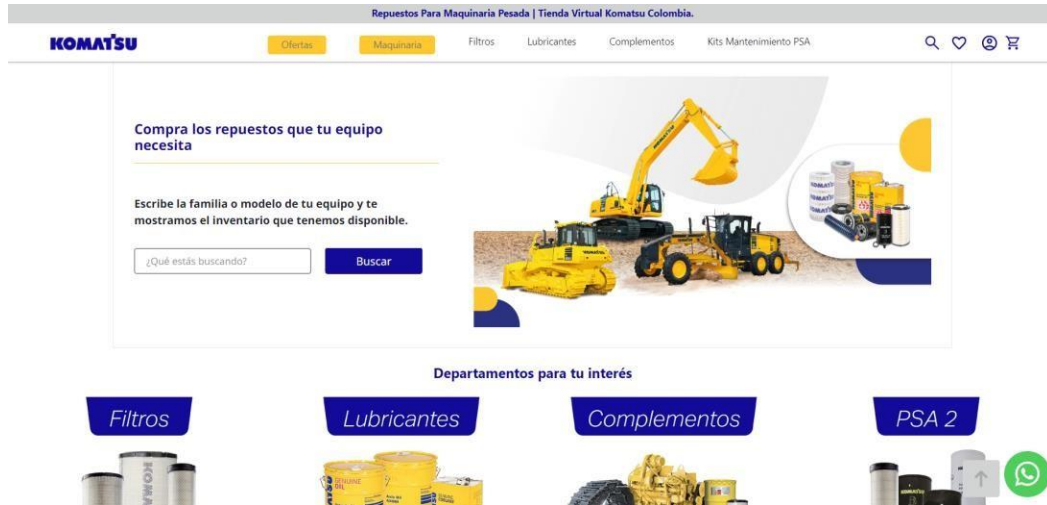 Repuestos Para Maquinaria Pesada | Tienda Virtual Komatsu Colombia.
KOMATSU
Ofertas
Maquinaria
Filtros
Lubricantes
Complementos
Kits Mantenimiento PSA
Compra los repuestos que tu equipo
necesita
Escribe la familia o modelo de tu equipo y te
mostramos el inventario que tenemos disponible.
¿Qué estás buscando?
Buscar
Departamentos para tu interés
Filtros
Lubricantes
Complementos
PSA 2
GENUINE
OIL